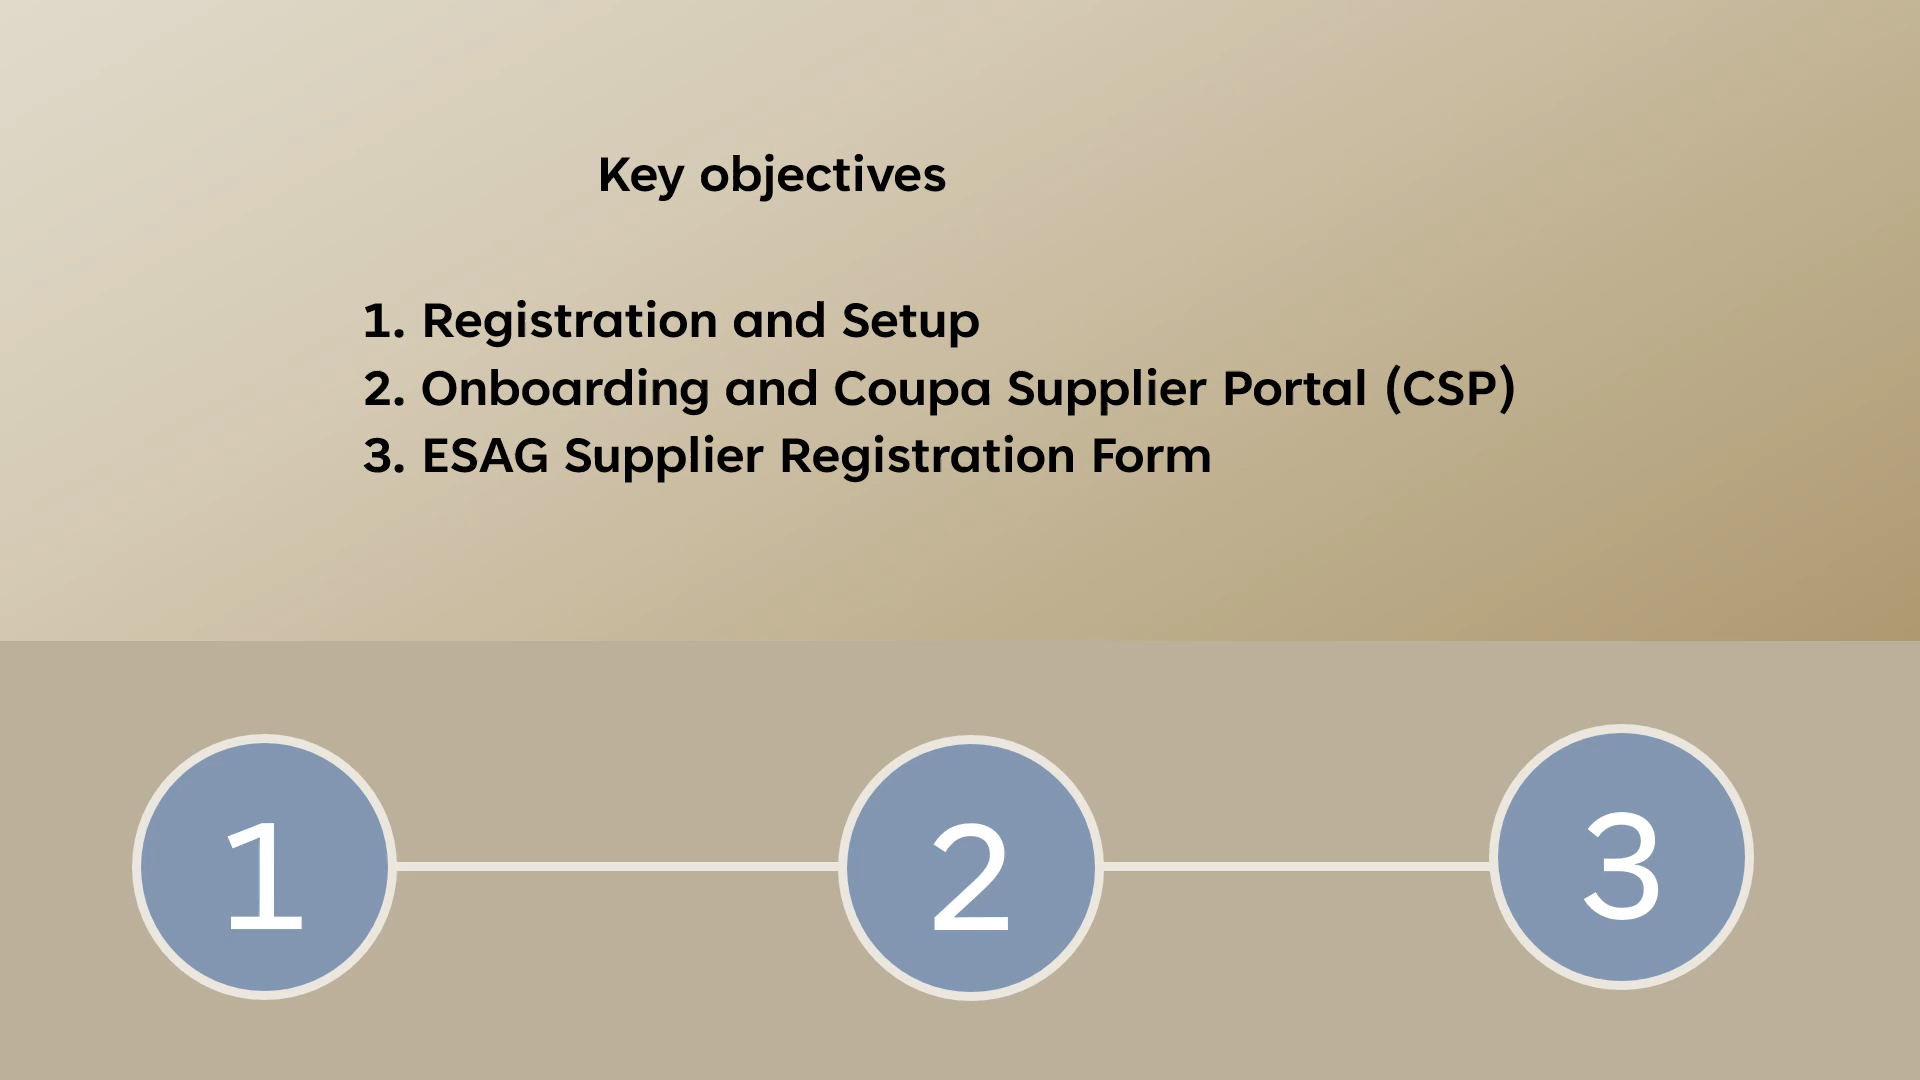 Key objectives
1. Registration and Setup
2. Onboarding and Coupa Supplier Portal (CSP)
3. ESAG Supplier Registration Form
1
2
3